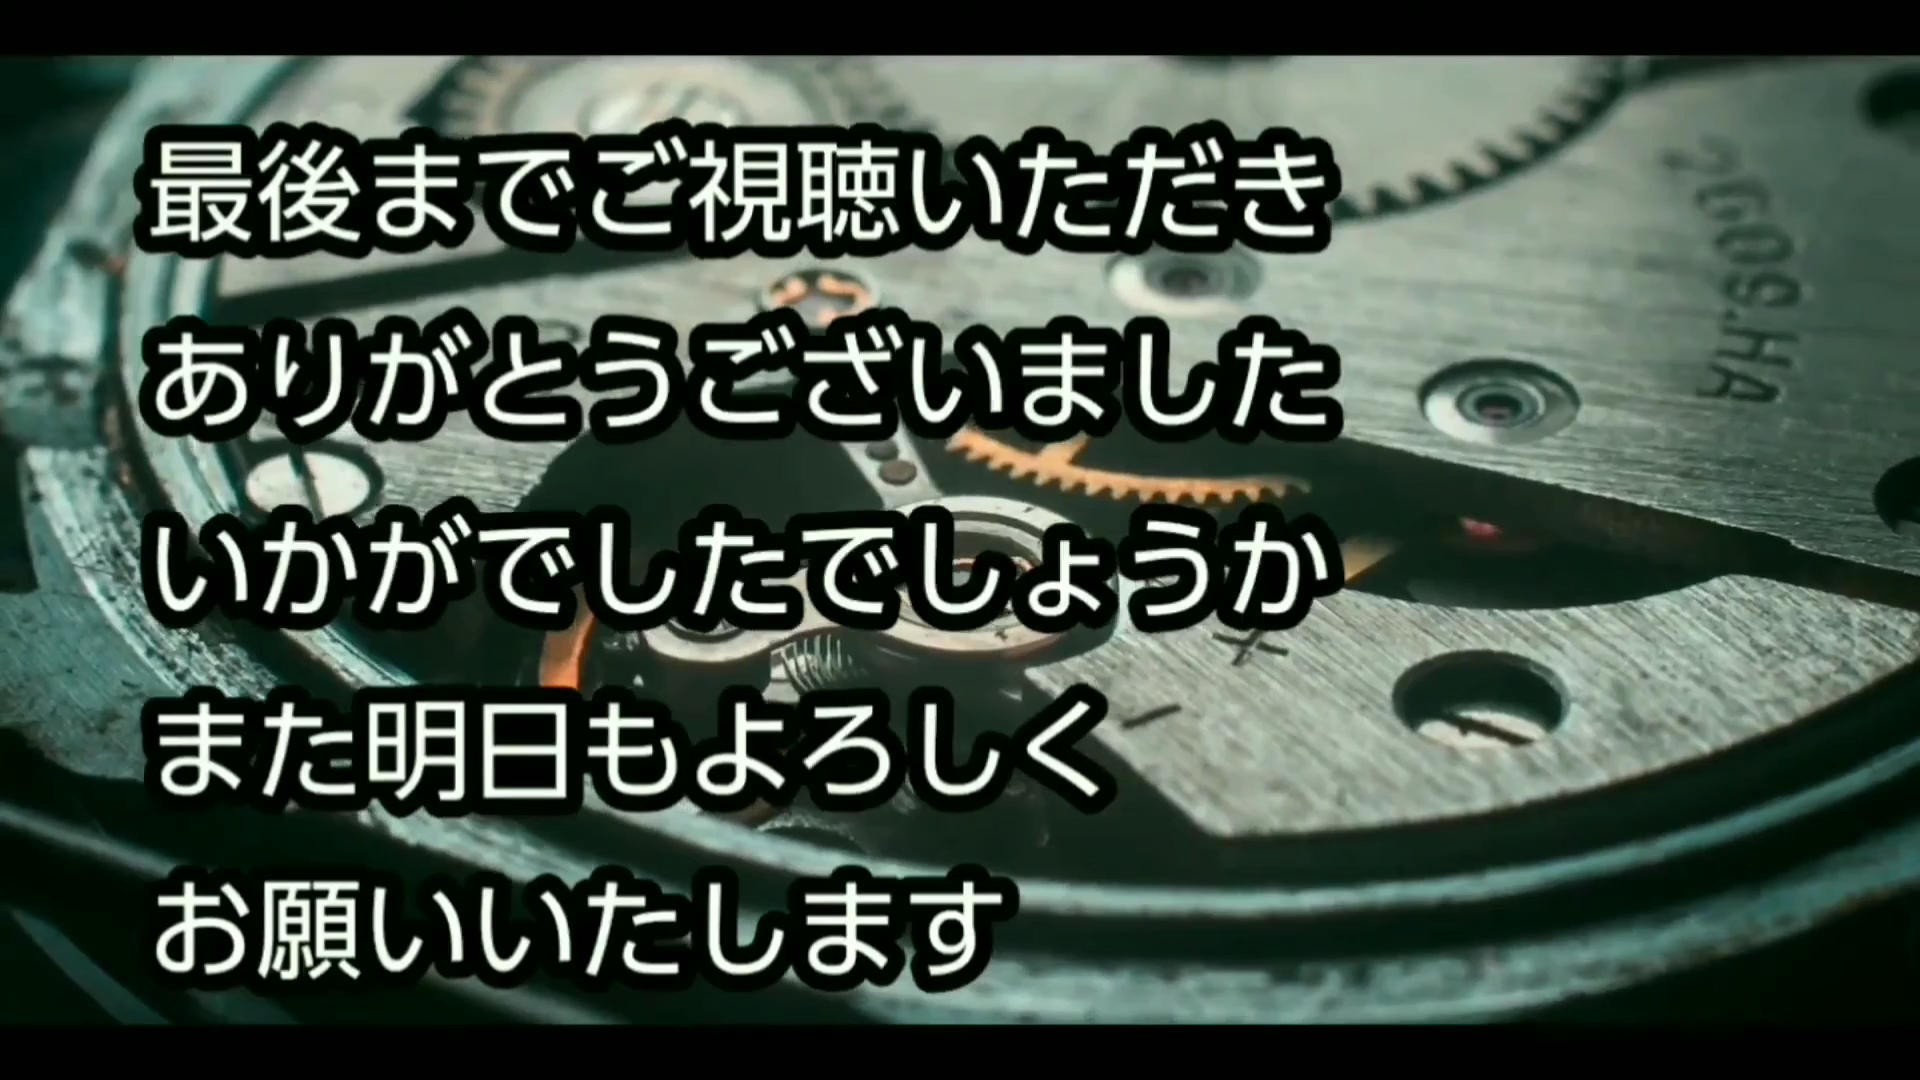 最後までご視聴いただき
ありがとうございました
いかがでしたでしょうか
また明日もよろしく
お願いいたします
2609.HA